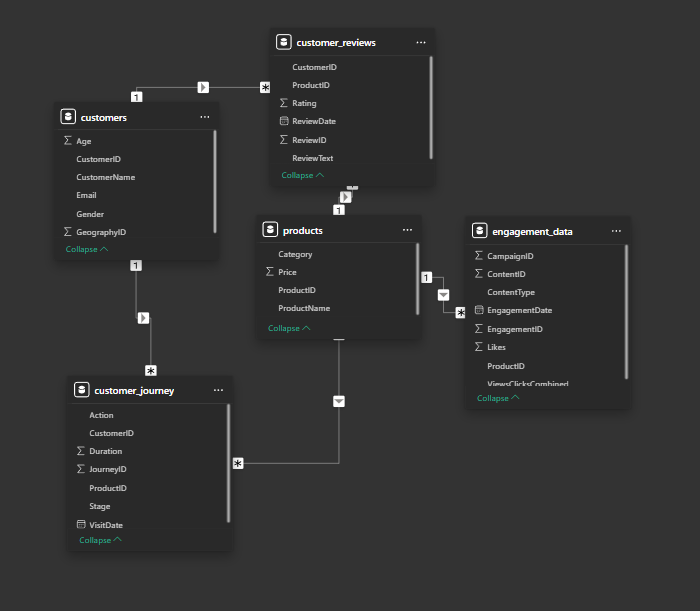 customer_reviews
CustomerID
ProductID
Rating
ReviewDate
ReviewID
ReviewText
Collapse
1
*
customers
Age
CustomerID
CustomerName
Email
Gender
GeographyID
Collapse
1
*
1
products
Category
Price
ProductID
ProductName
Collapse
1
*
engagement_data
CampaignID
ContentID
ContentType
EngagementDate
EngagementID
Likes
ProductID
ViewsClicksCombined
Collapse
customer_journey
Action
CustomerID
Duration
JourneyID
ProductID
Stage
VisitDate
Collapse
*